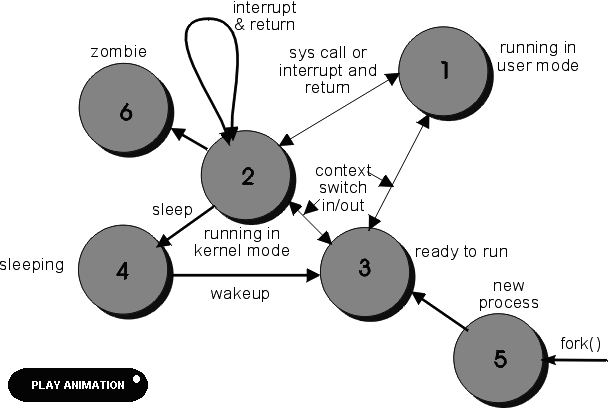 interrupt
& return
zombie
sys call or
interrupt and
return
running in
user mode
1
6
2
context
switch
in/out
sleep
running in
kernel mode
sleeping
4
wakeup
3
ready to run
new
process
5
fork()
PLAY ANIMATION